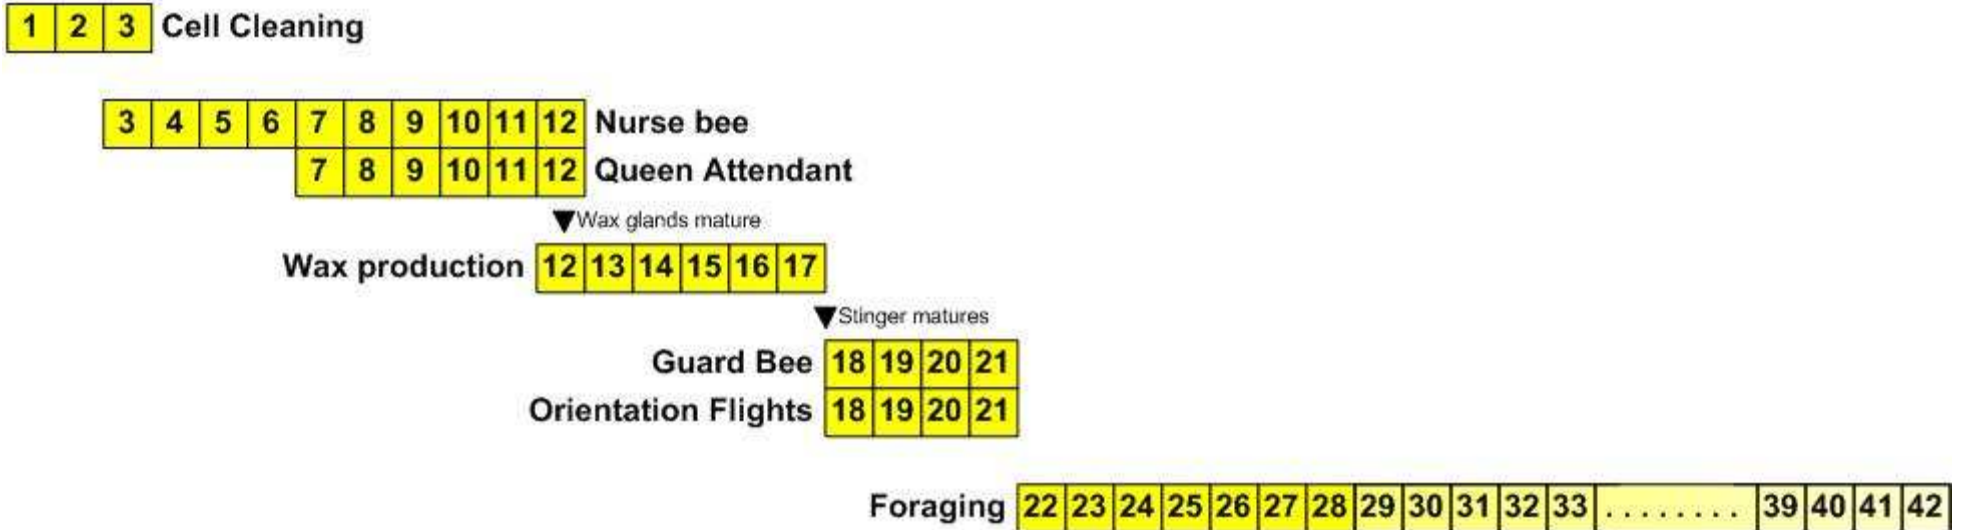 1 2 3 Cell Cleaning
3 4 5 6 7 8 9 10 11 12 Nurse bee
7 8 9 10 11 12 Queen Attendant
Wax glands mature
Wax production 12 13 14 15 16 17
Stinger matures
Guard Bee 18 19 20 21
Orientation Flights 18 19 20 21
Foraging 22 23 24 25 26 27 28 29 30 31 32 33 ........ 39 40 41 42